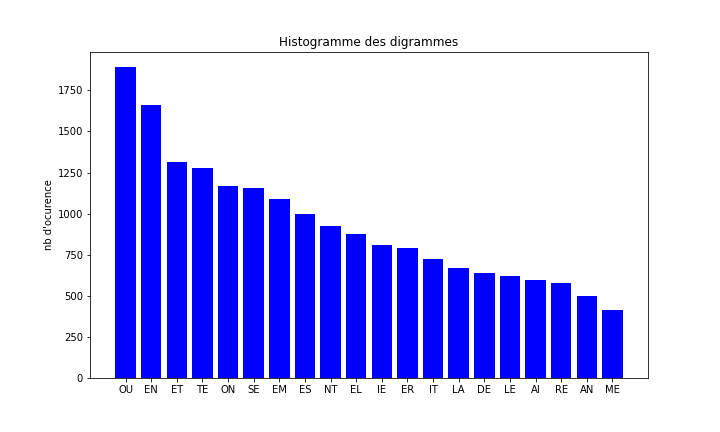 Histogramme des digrammes
nb d'ocurence
1750
1500
1250
1000
750
500
250
0
OU EN ET TE ON SE EM ES NT EL IE ER IT LA DE LE AI RE AN ME